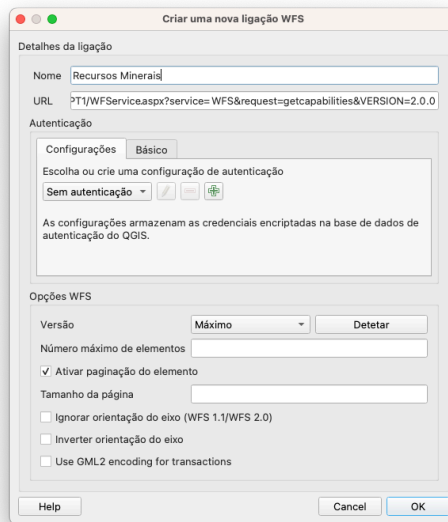 Criar uma nova ligação WFS
Detalhes da ligação
Nome Recursos Minerais
URL PT1/WFService.aspx?service=WFS&request=getcapabilities&VERSION=2.0.0
Autenticação
Configurações Básico
Escolha ou crie uma configuração de autenticação
Sem autenticação
As configurações armazenam as credenciais encriptadas na base de dados de
autenticação do QGIS.
Opções WFS
Versão Máximo Detetar
Número máximo de elementos
Ativar paginação do elemento
Tamanho da página
Ignorar orientação do eixo (WFS 1.1/WFS 2.0)
Inverter orientação do eixo
Use GML2 encoding for transactions
Help Cancel OK